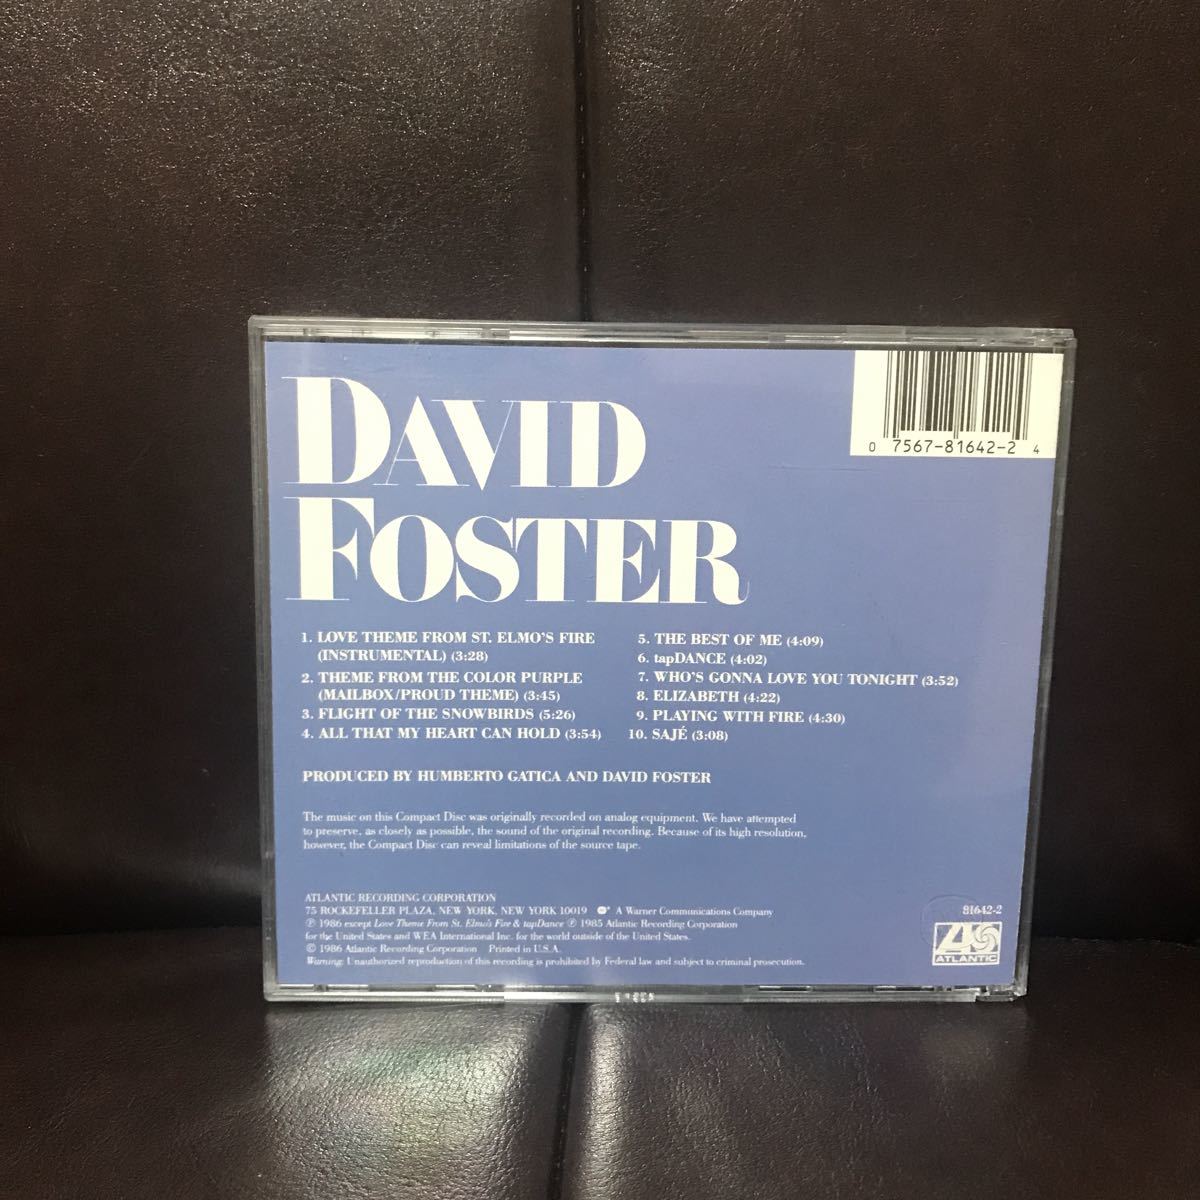 DAVID
FOSTER
0 7567-81642-2 4
1. LOVE THEME FROM ST. ELMO'S FIRE
(INSTRUMENTAL) (3:28)
2. THEME FROM THE COLOR PURPLE
(MAILBOX/PROUD THEME) (3:45)
3. FLIGHT OF THE SNOWBIRDS (5:26)
4. ALL THAT MY HEART CAN HOLD (3:54)
5. THE BEST OF ME (4:09)
6. tapDANCE (4:02)
7. WHO'S GONNA LOVE YOU TONIGHT (3:52)
8. ELIZABETH (4:22)
9. PLAYING WITH FIRE (4:30)
10. SAJÉ (3:08)
PRODUCED BY HUMBERTO GATICA AND DAVID FOSTER
The music on this Compact Disc was originally recorded on analog equipment. We have attempted
to preserve, as closely as possible, the sound of the original recording. Because of its high resolution,
however, the Compact Disc can reveal limitations of the source tape.
ATLANTIC RECORDING CORPORATION
75 ROCKEFELLER PLAZA, NEW YORK, NEW YORK 10019 A Warner Communications Company
℗ 1986 except Love Theme From St. Elmo's Fire & tapDance ℗ 1985 Atlantic Recording Corporation
for the United States and WEA International Inc. for the world outside of the United States.
© 1986 Atlantic Recording Corporation Printed in U.S.A.
Warning: Unauthorized reproduction of this recording is prohibited by Federal law and subject to criminal prosecution.
81642-2
ATLANTIC